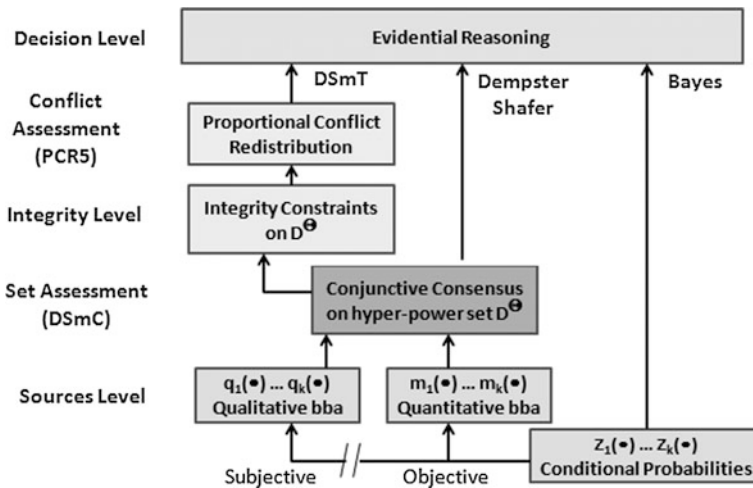 Decision Level
Evidential Reasoning
DSmT
Dempster
Shafer
Bayes
Conflict
Assessment
(PCR5)
Proportional Conflict
Redistribution
Integrity Level
Integrity Constraints
on D^Θ
Set Assessment
(DSmC)
Conjunctive Consensus
on hyper-power set D^Θ
Sources Level
q₁(•) ... qₖ(•)
Qualitative bba
m₁(•) ... mₖ(•)
Quantitative bba
Z₁(•) ... Zₖ(•)
Conditional Probabilities
Subjective
//
Objective